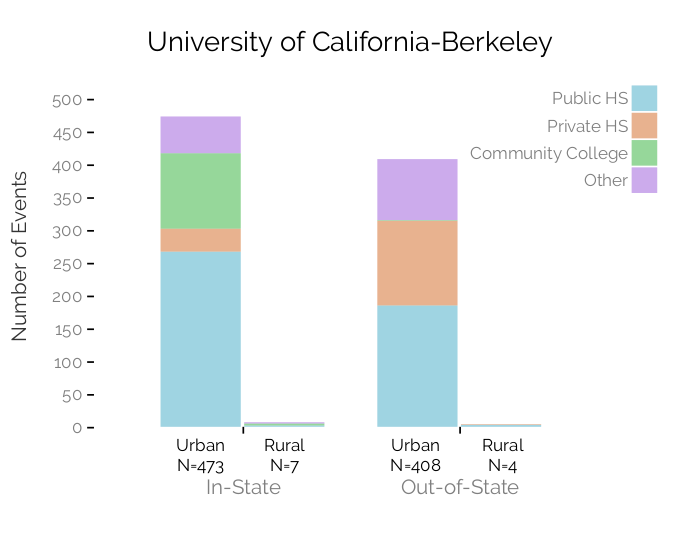 University of California-Berkeley
Public HS
Private HS
Community College
Other
Number of Events
500
450
400
350
300
250
200
150
100
50
0
Urban Rural Urban Rural
N=473 N=7 N=408 N=4
In-State Out-of-State